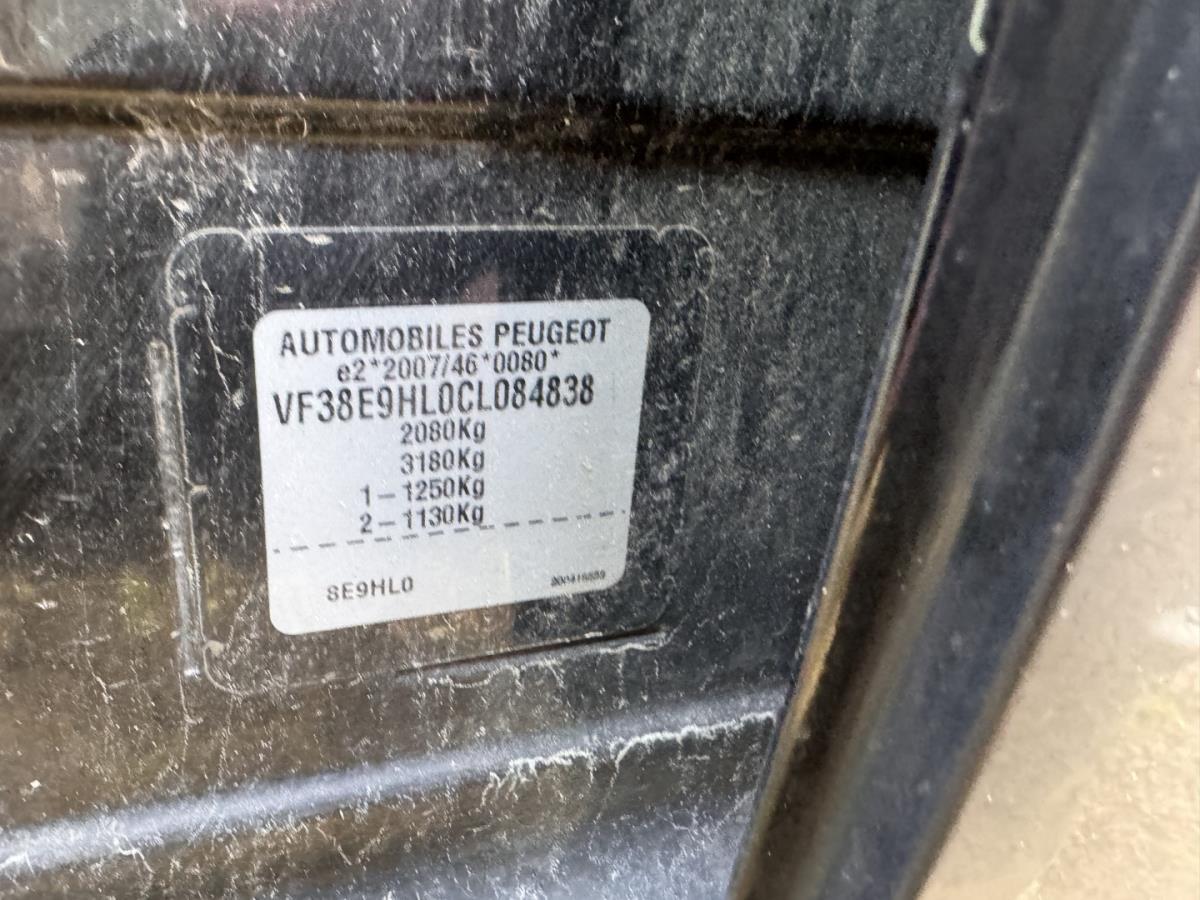 AUTOMOBILES PEUGEOT
e2*2007/46*0080*
VF38E9HL0CL084838
2080Kg
3180Kg
1-1250Kg
2-1130Kg
8E9HL0